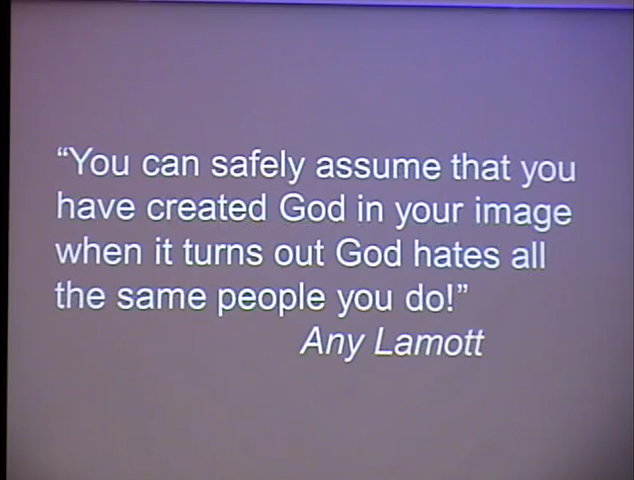 “You can safely assume that you
have created God in your image
when it turns out God hates all
the same people you do!”
Any Lamott